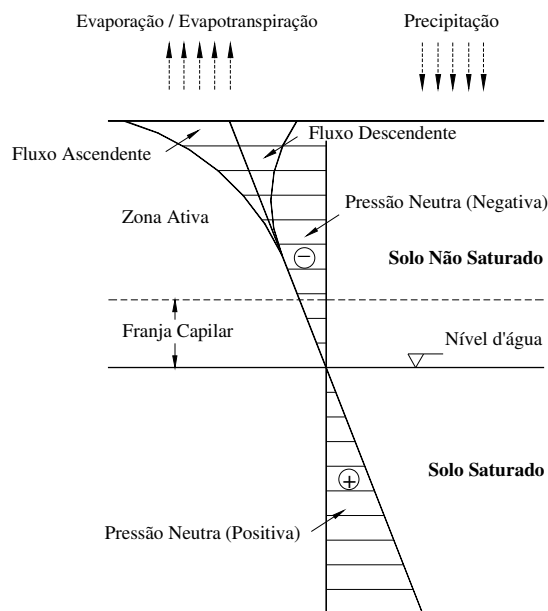 Evaporação / Evapotranspiração
Precipitação
Fluxo Descendente
Fluxo Ascendente
Pressão Neutra (Negativa)
Zona Ativa
−
Solo Não Saturado
Franja Capilar
Nível d'água
Solo Saturado
+
Pressão Neutra (Positiva)